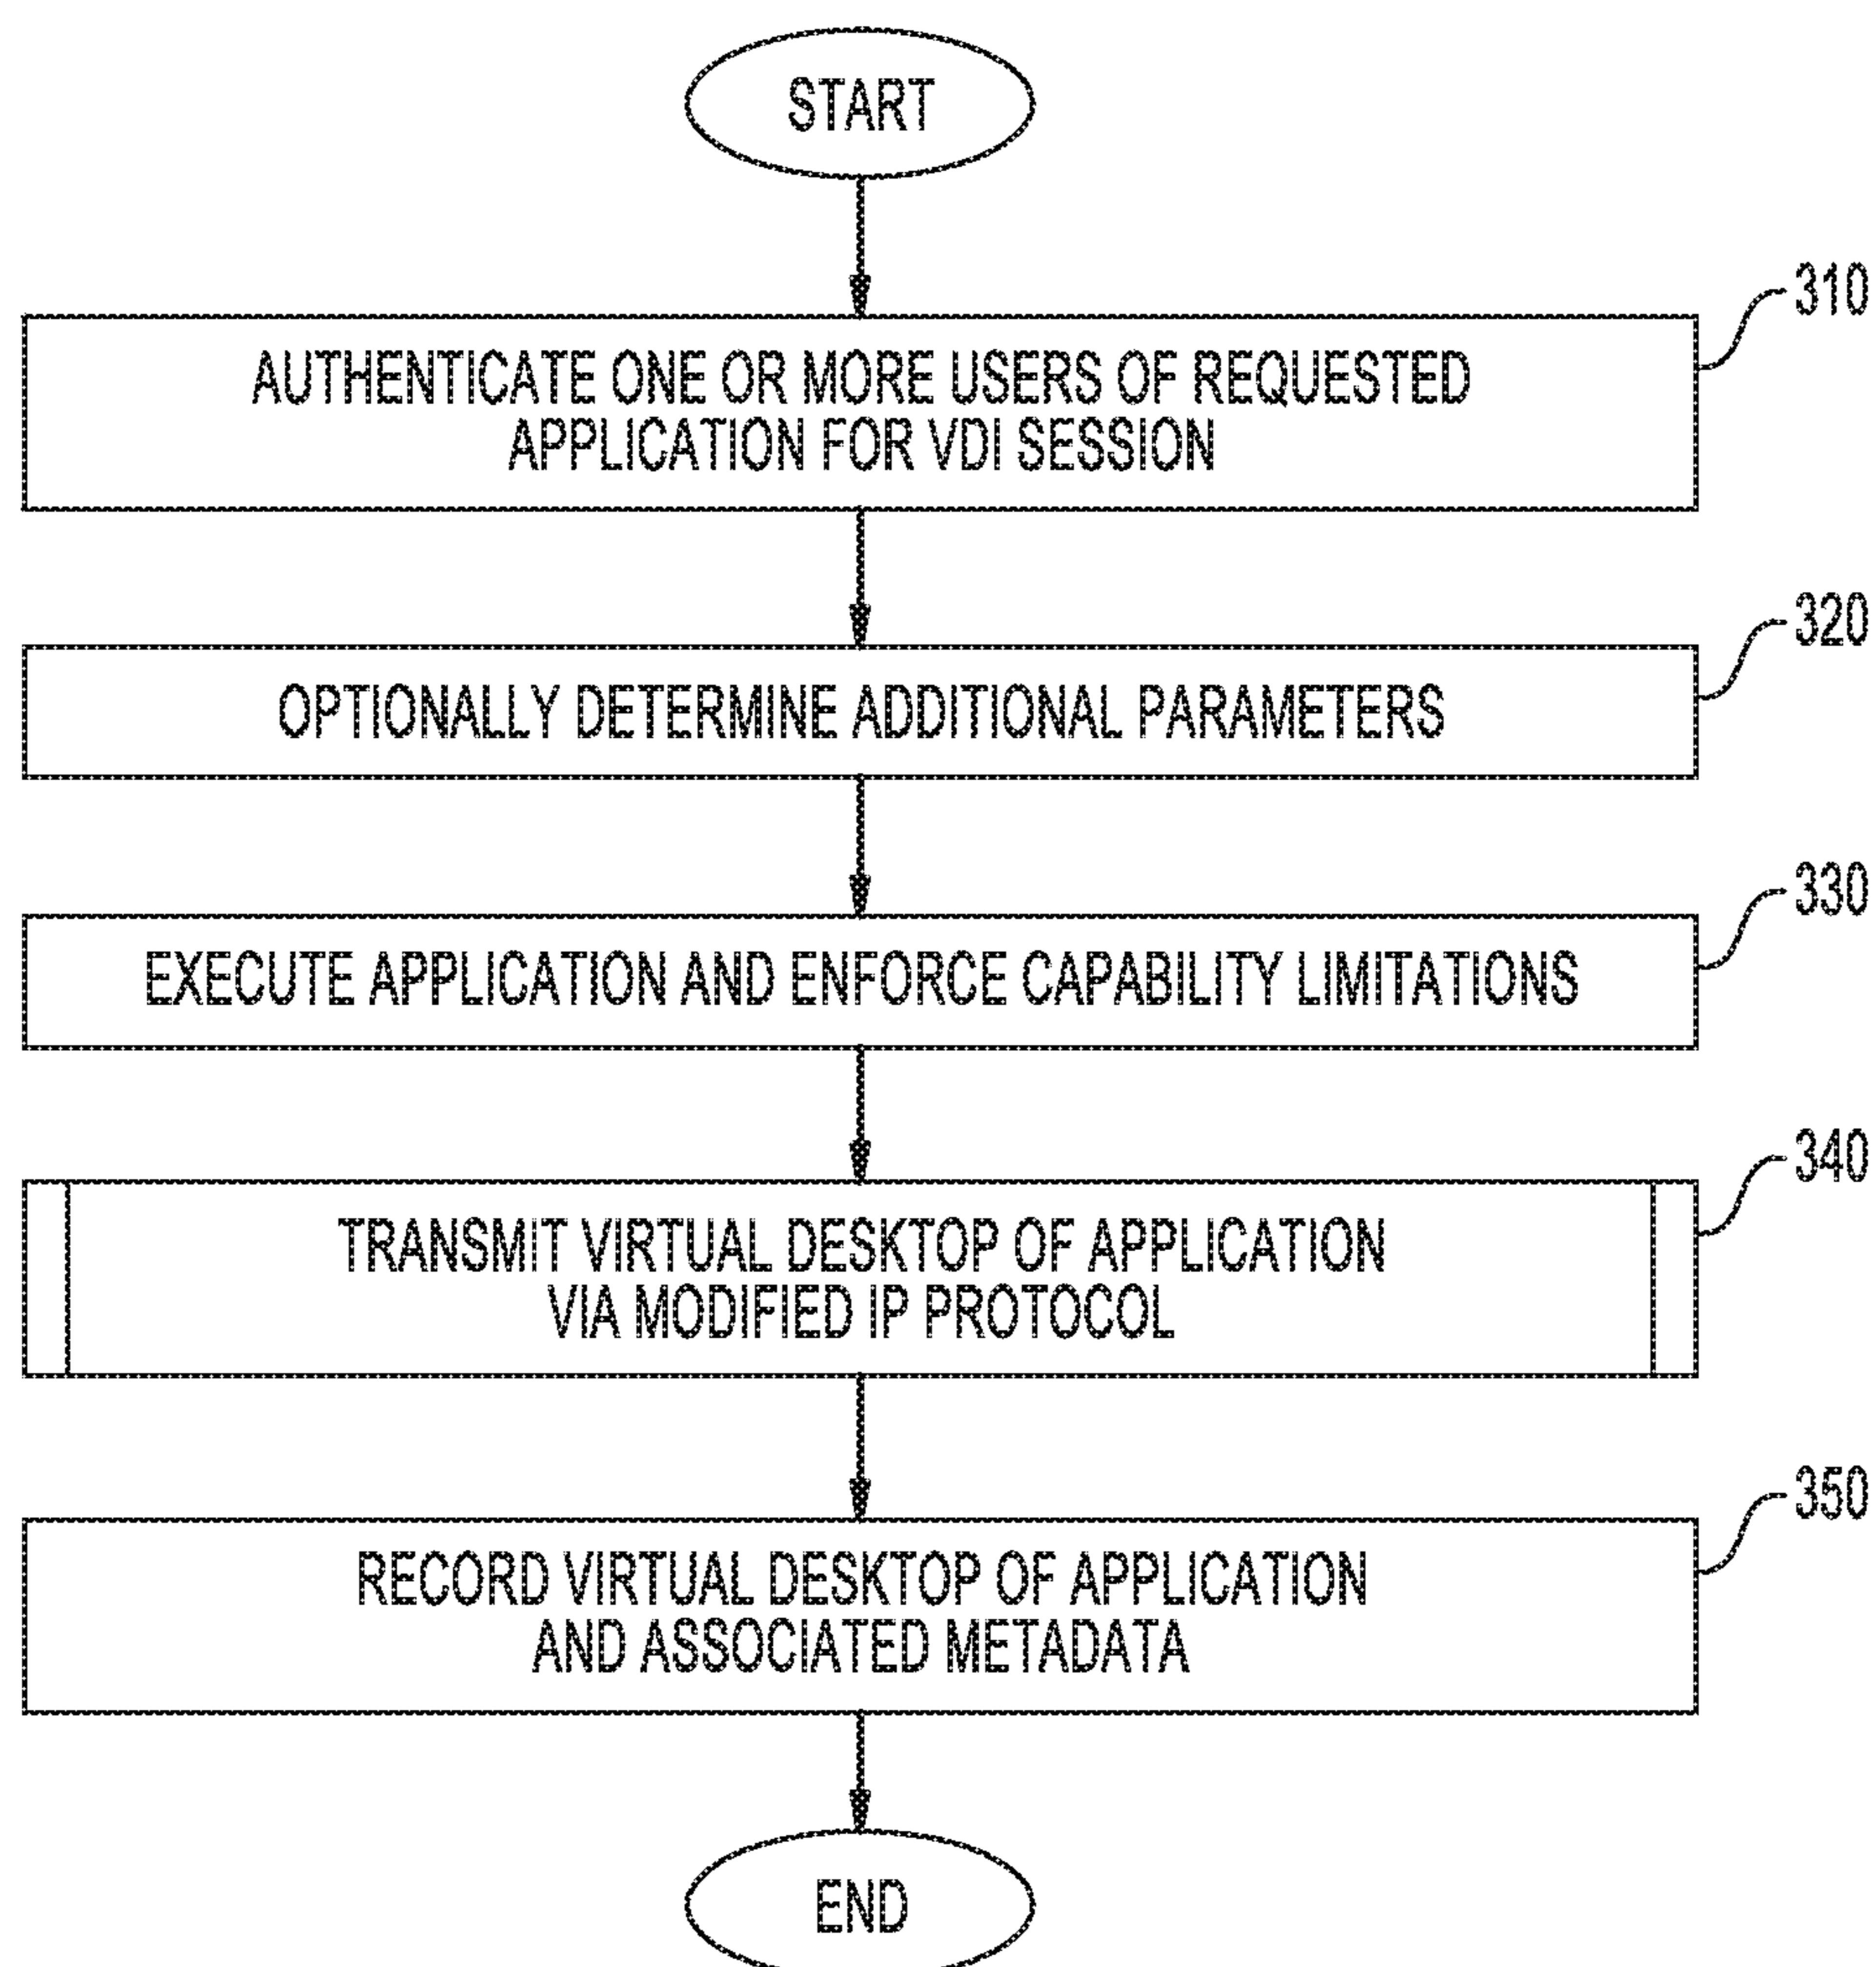 START
310
AUTHENTICATE ONE OR MORE USERS OF REQUESTED
APPLICATION FOR VDI SESSION
320
OPTIONALLY DETERMINE ADDITIONAL PARAMETERS
330
EXECUTE APPLICATION AND ENFORCE CAPABILITY LIMITATIONS
340
TRANSMIT VIRTUAL DESKTOP OF APPLICATION
VIA MODIFIED IP PROTOCOL
350
RECORD VIRTUAL DESKTOP OF APPLICATION
AND ASSOCIATED METADATA
END